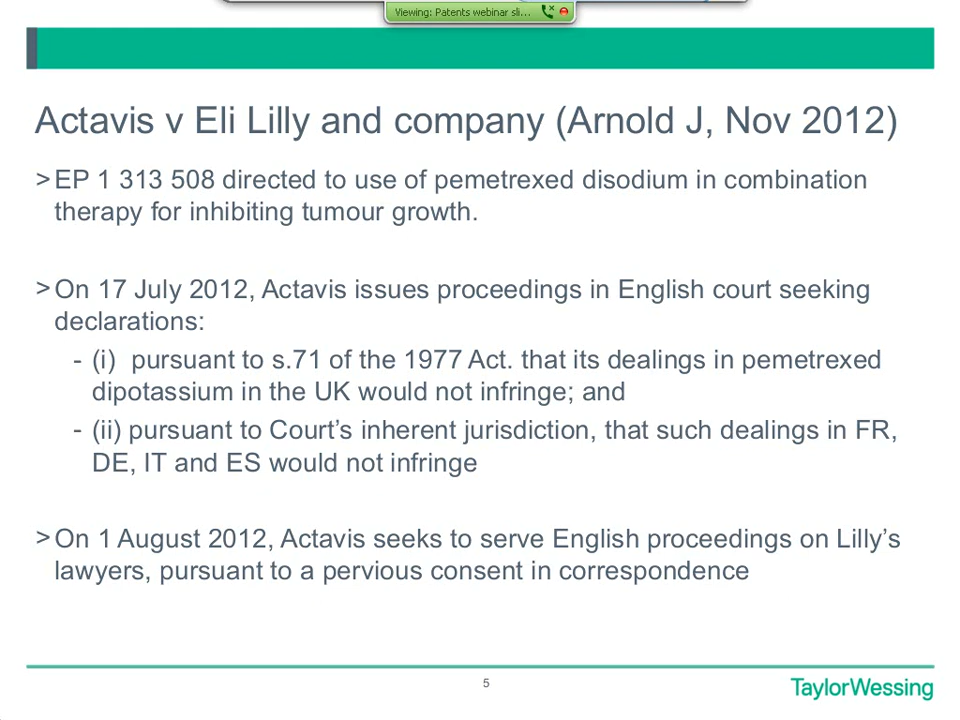 Viewing: Patents webinar sli...
Actavis v Eli Lilly and company (Arnold J, Nov 2012)
> EP 1 313 508 directed to use of pemetrexed disodium in combination
therapy for inhibiting tumour growth.
> On 17 July 2012, Actavis issues proceedings in English court seeking
declarations:
- (i) pursuant to s.71 of the 1977 Act. that its dealings in pemetrexed
dipotassium in the UK would not infringe; and
- (ii) pursuant to Court’s inherent jurisdiction, that such dealings in FR,
DE, IT and ES would not infringe
> On 1 August 2012, Actavis seeks to serve English proceedings on Lilly’s
lawyers, pursuant to a pervious consent in correspondence
5
TaylorWessing